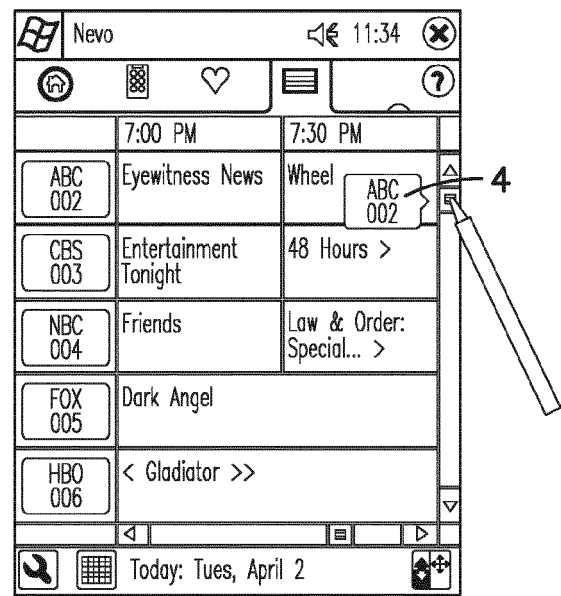 Nevo 11:34
?
7:00 PM 7:30 PM
ABC
002
Eyewitness News
Wheel
ABC
002
4
CBS
003
Entertainment
Tonight
48 Hours >
NBC
004
Friends
Law & Order:
Special... >
FOX
005
Dark Angel
HBO
006
< Gladiator >>
Today: Tues, April 2